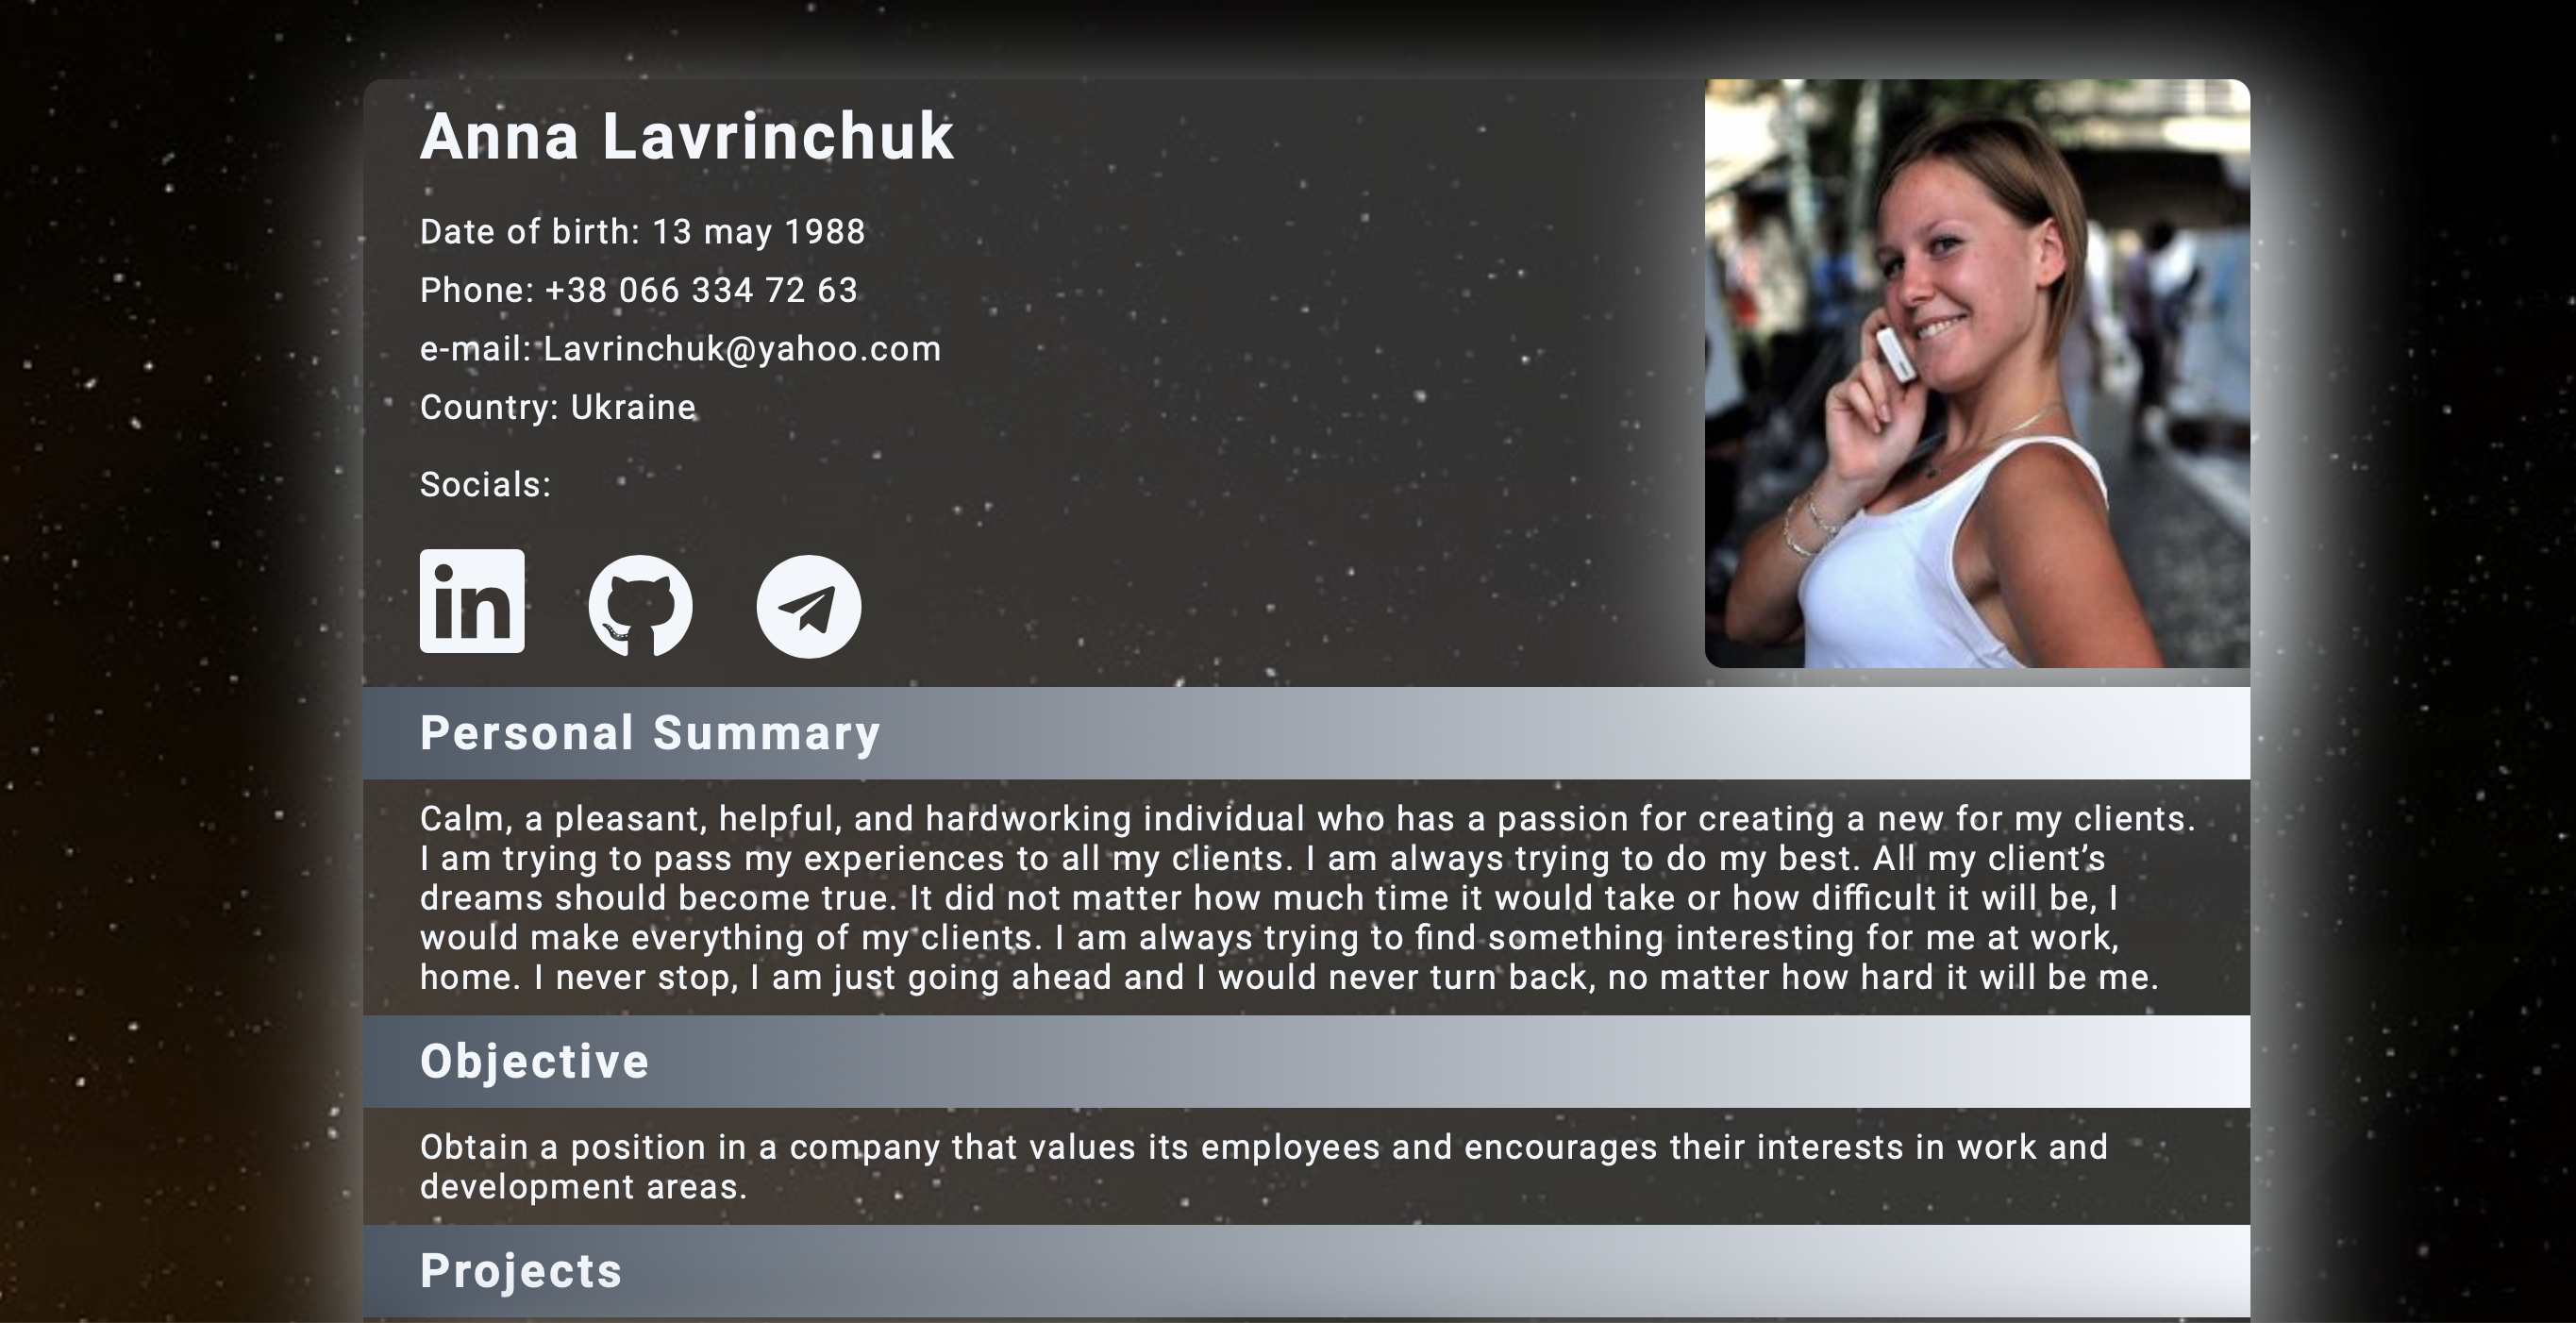 Anna Lavrinchuk
Date of birth: 13 may 1988
Phone: +38 066 334 72 63
e-mail: Lavrinchuk@yahoo.com
Country: Ukraine
Socials:
in
Personal Summary
Calm, a pleasant, helpful, and hardworking individual who has a passion for creating a new for my clients.
I am trying to pass my experiences to all my clients. I am always trying to do my best. All my client’s
dreams should become true. It did not matter how much time it would take or how difficult it will be, I
would make everything of my clients. I am always trying to find something interesting for me at work,
home. I never stop, I am just going ahead and I would never turn back, no matter how hard it will be me.
Objective
Obtain a position in a company that values its employees and encourages their interests in work and
development areas.
Projects